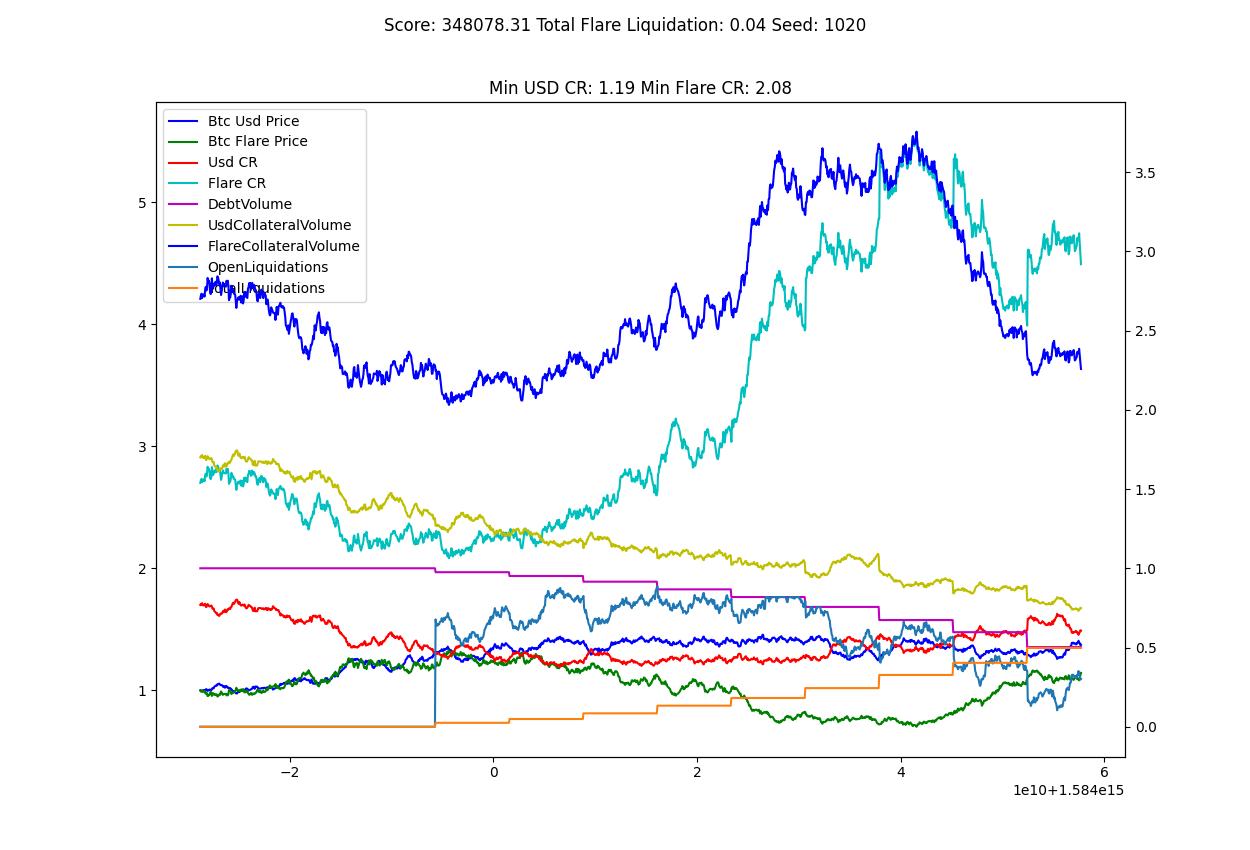 Score: 348078.31 Total Flare Liquidation: 0.04 Seed: 1020
Min USD CR: 1.19 Min Flare CR: 2.08
Btc Usd Price
Btc Flare Price
Usd CR
Flare CR
DebtVolume
UsdCollateralVolume
FlareCollateralVolume
OpenLiquidations
TotalLiquidations
5
4
3
2
1
3.5
3.0
2.5
2.0
1.5
1.0
0.5
0.0
−2
0
2
4
6
1e10+1.584e15